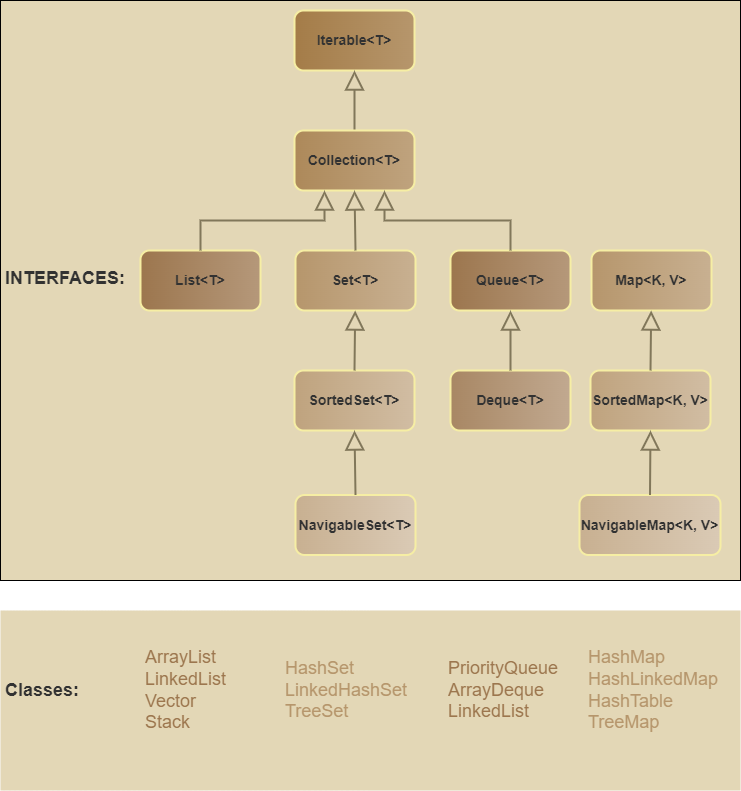 Iterable<T>
Collection<T>
INTERFACES:
List<T>
Set<T>
Queue<T>
Map<K, V>
SortedSet<T>
Deque<T>
SortedMap<K, V>
NavigableSet<T>
NavigableMap<K, V>
Classes:
ArrayList
LinkedList
Vector
Stack
HashSet
LinkedHashSet
TreeSet
PriorityQueue
ArrayDeque
LinkedList
HashMap
HashLinkedMap
HashTable
TreeMap